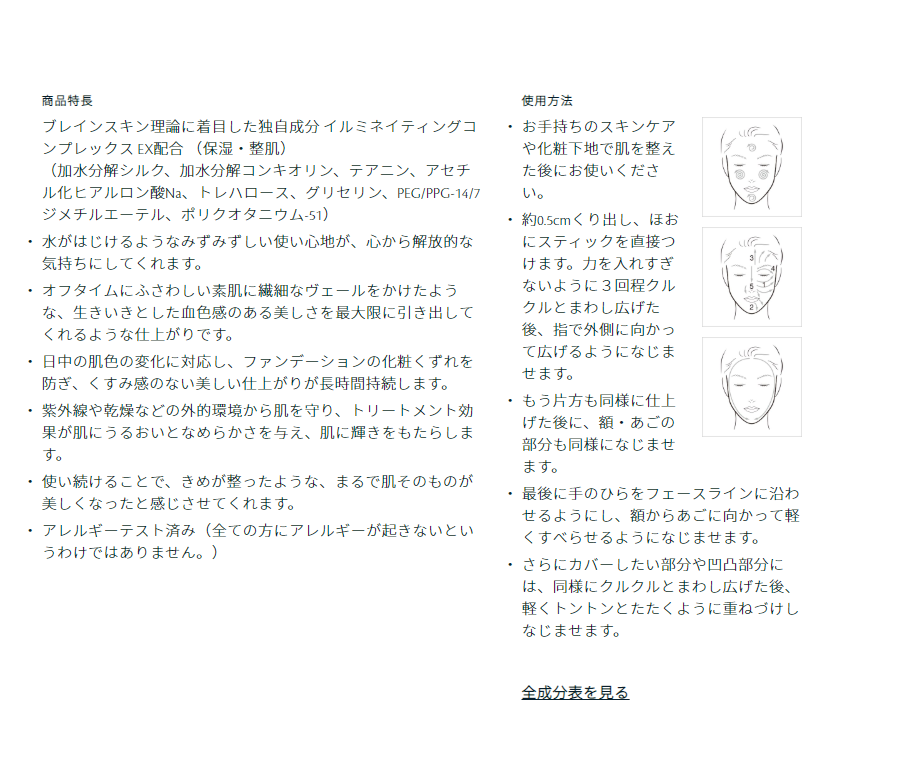 商品特長
ブレインスキン理論に着目した独自成分 イルミネイティングコ
ンプレックス EX配合 （保湿・整肌）
（加水分解シルク、加水分解コンキオリン、テアニン、アセチ
ル化ヒアルロン酸Na、トレハロース、グリセリン、PEG/PPG-14/7
ジメチルエーテル、ポリクオタニウム-51）
・ 水がはじけるようなみずみずしい使い心地が、心から解放的な
気持ちにしてくれます。
・ オフタイムにふさわしい素肌に繊細なヴェールをかけたよう
な、生きいきとした血色感のある美しさを最大限に引き出して
くれるような仕上がりです。
・ 日中の肌色の変化に対応し、ファンデーションの化粧くずれを
防ぎ、くすみ感のない美しい仕上がりが長時間持続します。
・ 紫外線や乾燥などの外的環境から肌を守り、トリートメント効
果が肌にうるおいとなめらかさを与え、肌に輝きをもたらしま
す。
・ 使い続けることで、きめが整ったような、まるで肌そのものが
美しくなったと感じさせてくれます。
・ アレルギーテスト済み（全ての方にアレルギーが起きないとい
うわけではありません。）
使用方法
・ お手持ちのスキンケア
や化粧下地で肌を整え
た後にお使いくださ
い。
・ 約0.5cmくり出し、ほお
にスティックを直接つ
けます。力を入れすぎ
ないように３回程クル
クルとまわし広げた
後、指で外側に向かっ
て広げるようになじま
せます。
・ もう片方も同様に仕上
げた後に、額・あごの
部分も同様になじませ
ます。
・ 最後に手のひらをフェースラインに沿わ
せるようにし、額からあごに向かって軽
くすべらせるようになじませます。
・ さらにカバーしたい部分や凹凸部分に
は、同様にクルクルとまわし広げた後、
軽くトントンとたたくように重ねづけし
なじませます。
3
4
5
1
2
全成分表を見る